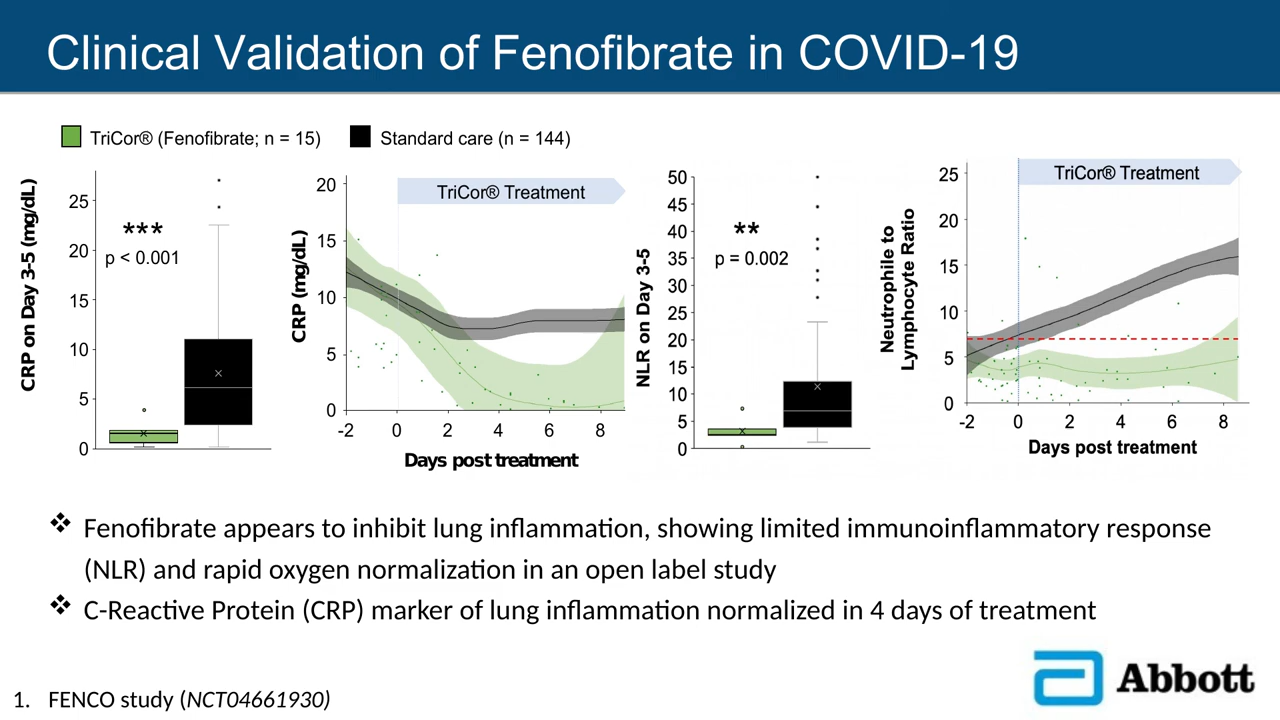 Clinical Validation of Fenofibrate in COVID-19
TriCor® (Fenofibrate; n = 15)
Standard care (n = 144)
CRP on Day 3-5 (mg/dL)
25
20
15
10
5
0
***
p < 0.001
CRP (mg/dL)
20
15
10
5
0
TriCor® Treatment
-2 0 2 4 6 8
Days post treatment
NLR on Day 3-5
50
45
40
35
30
25
20
15
10
5
0
**
p = 0.002
Neutrophile to
Lymphocyte Ratio
25
20
15
10
5
0
TriCor® Treatment
-2 0 2 4 6 8
Days post treatment
❖ Fenofibrate appears to inhibit lung inflammation, showing limited immunoinflammatory response
(NLR) and rapid oxygen normalization in an open label study
❖ C-Reactive Protein (CRP) marker of lung inflammation normalized in 4 days of treatment
Abbott
1. FENCO study (NCT04661930)